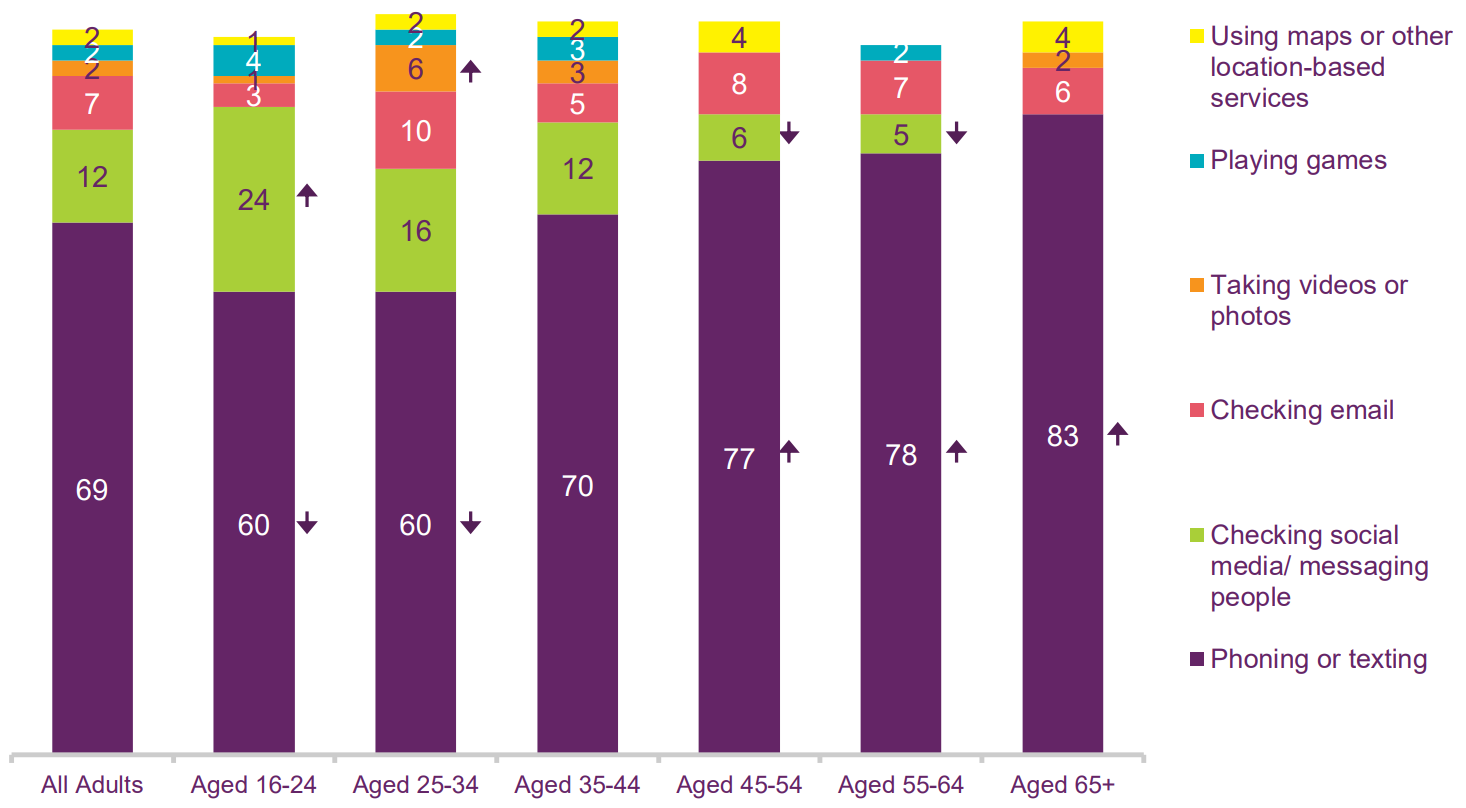 2
2
2
7
12
69
1
4
1
3
24
60
2
2
6
10
16
60
2
3
3
5
12
70
4
8
6
77
2
7
5
78
4
2
6
83
All Adults
Aged 16-24
Aged 25-34
Aged 35-44
Aged 45-54
Aged 55-64
Aged 65+
Using maps or other
location-based
services
Playing games
Taking videos or
photos
Checking email
Checking social
media/ messaging
people
Phoning or texting